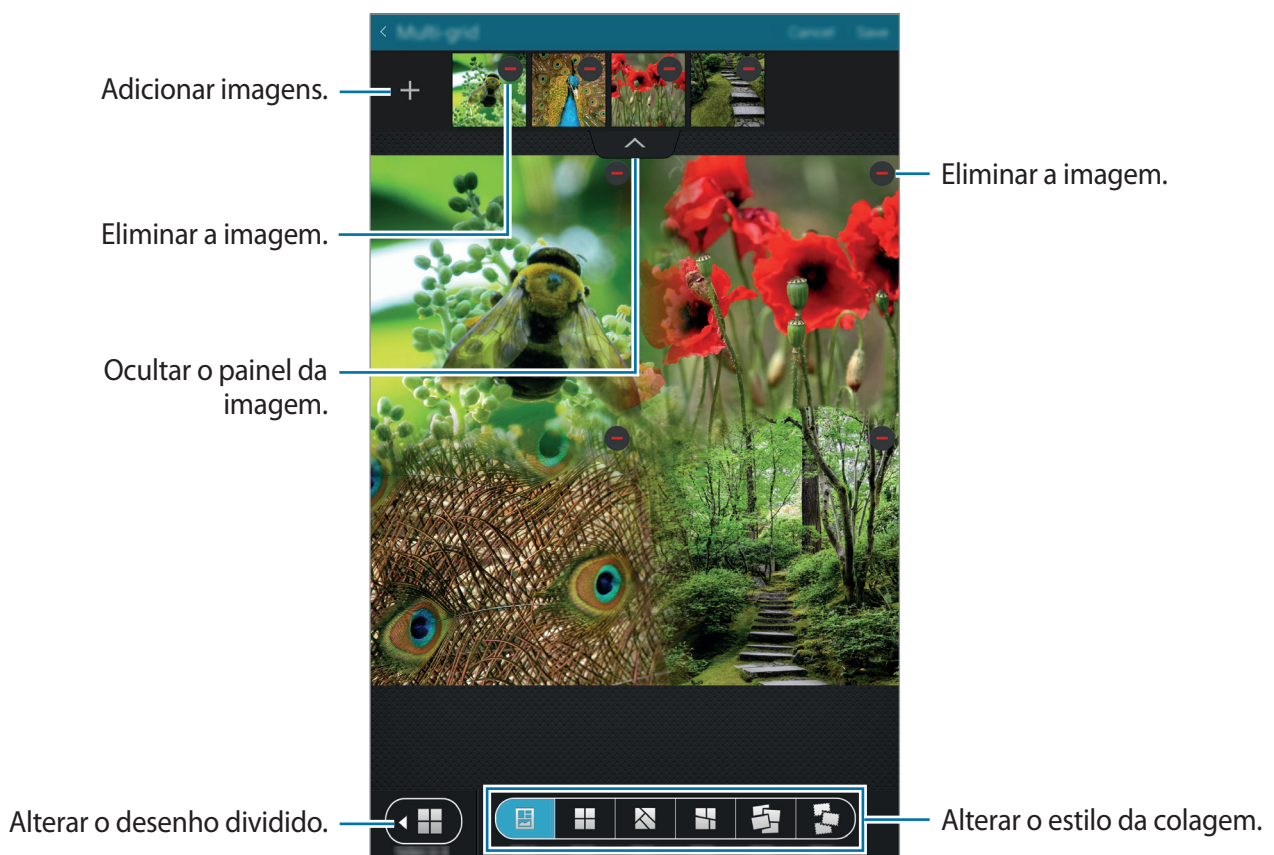 Multi-grid
Cancel Save
Adicionar imagens.
Eliminar a imagem.
Eliminar a imagem.
Ocultar o painel da
imagem.
Alterar o desenho dividido.
Alterar o estilo da colagem.